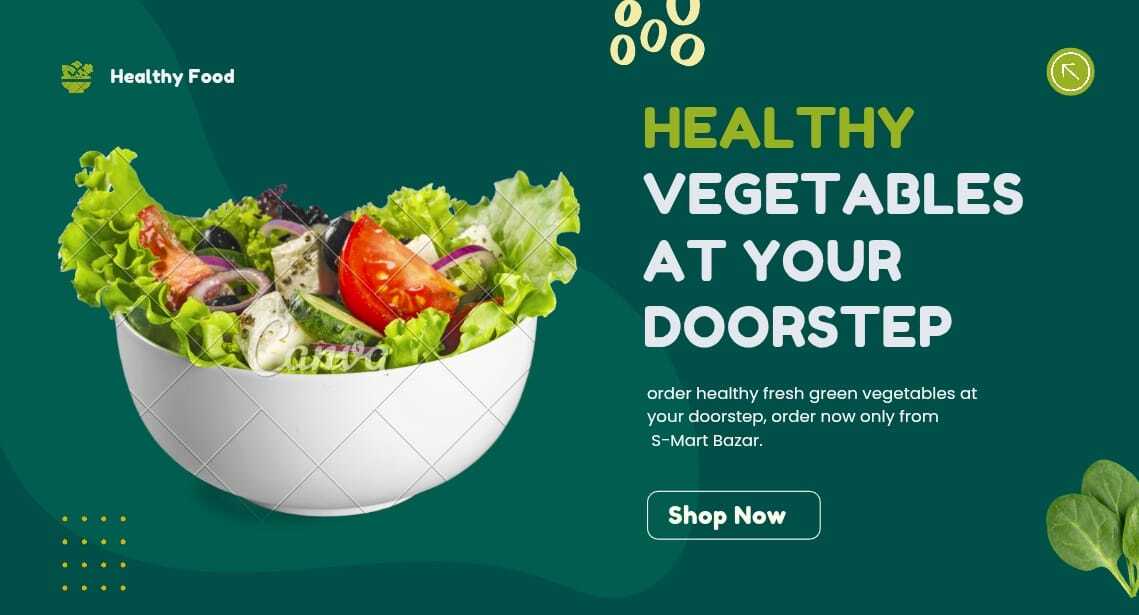 Healthy Food
HEALTHY
VEGETABLES
AT YOUR
DOORSTEP
order healthy fresh green vegetables at
your doorstep, order now only from
S-Mart Bazar.
Shop Now
Canva